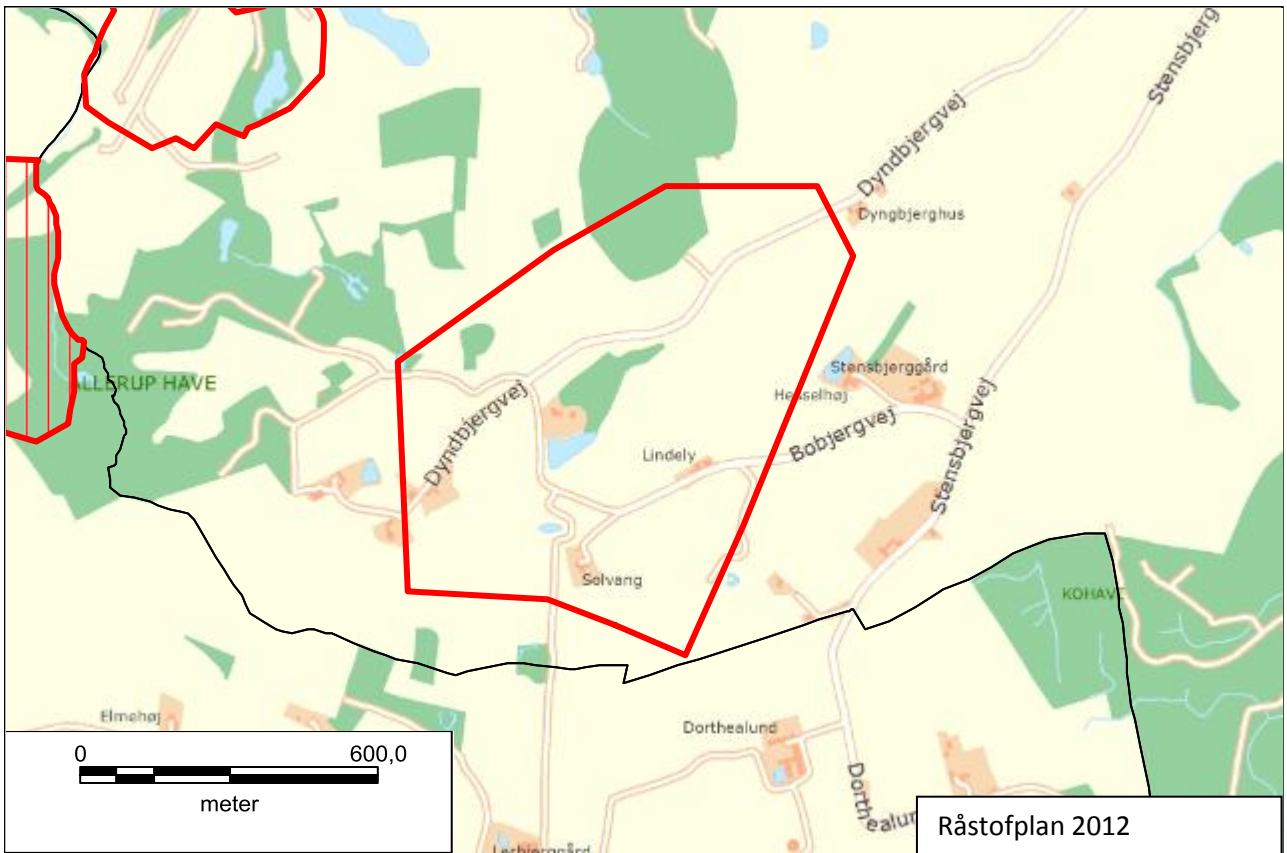 Stensbjerg
Dyndbjergvej
Dyngbjerghus
Stensbjerggård
Hesselhøj
ALLERUP HAVE
Dyndbjergvej
Bobjergvej
Lindely
Stensbjergvej
Solvang
KOHAVE
Elmehøj
Dorthealund
0 600,0
meter
Dorthealun
Råstofplan 2012
Lerbjerggård